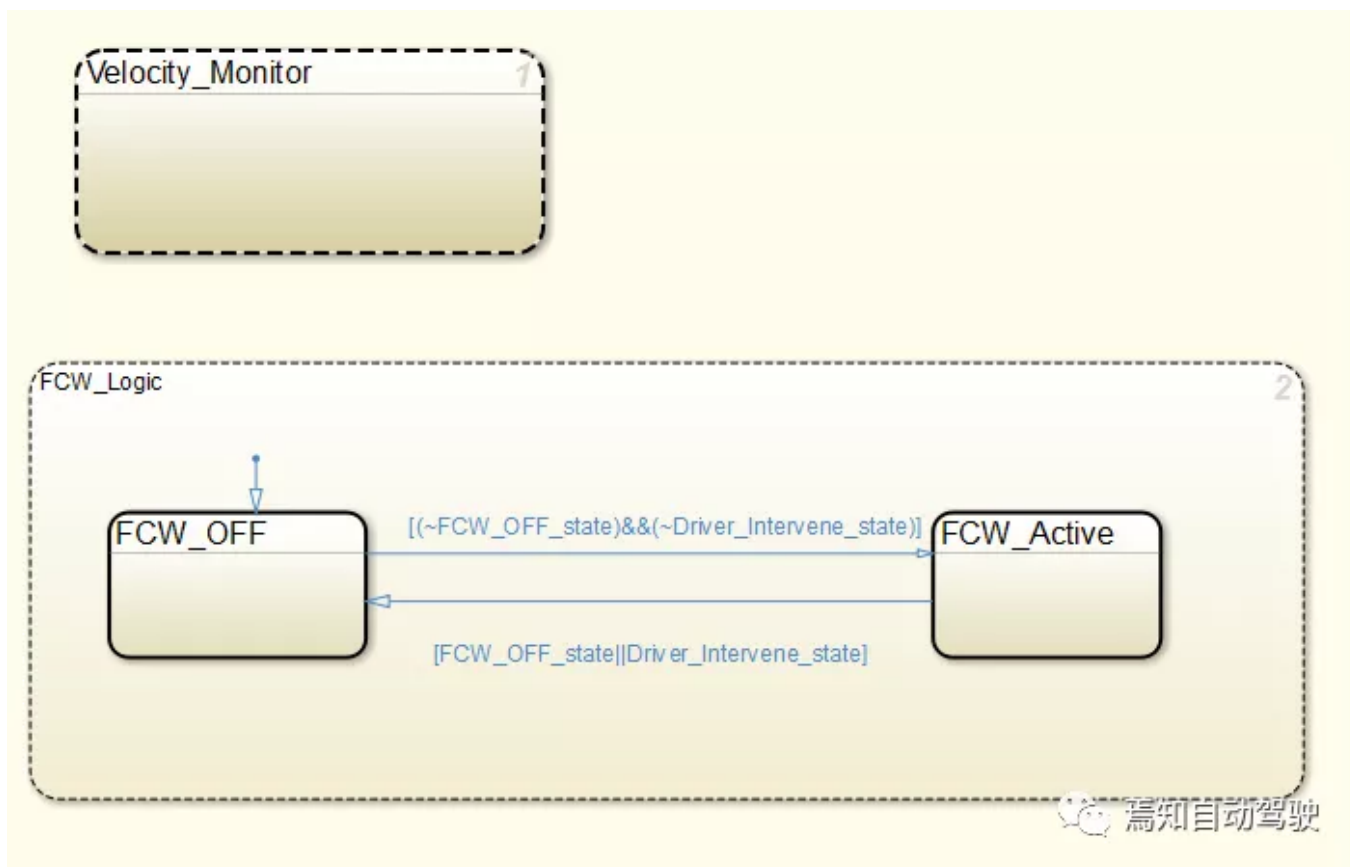 Velocity_Monitor
1
FCW_Logic
2
FCW_OFF
[(~FCW_OFF_state)&&(~Driver_Intervene_state)]
FCW_Active
[FCW_OFF_state||Driver_Intervene_state]
焉知自动驾驶